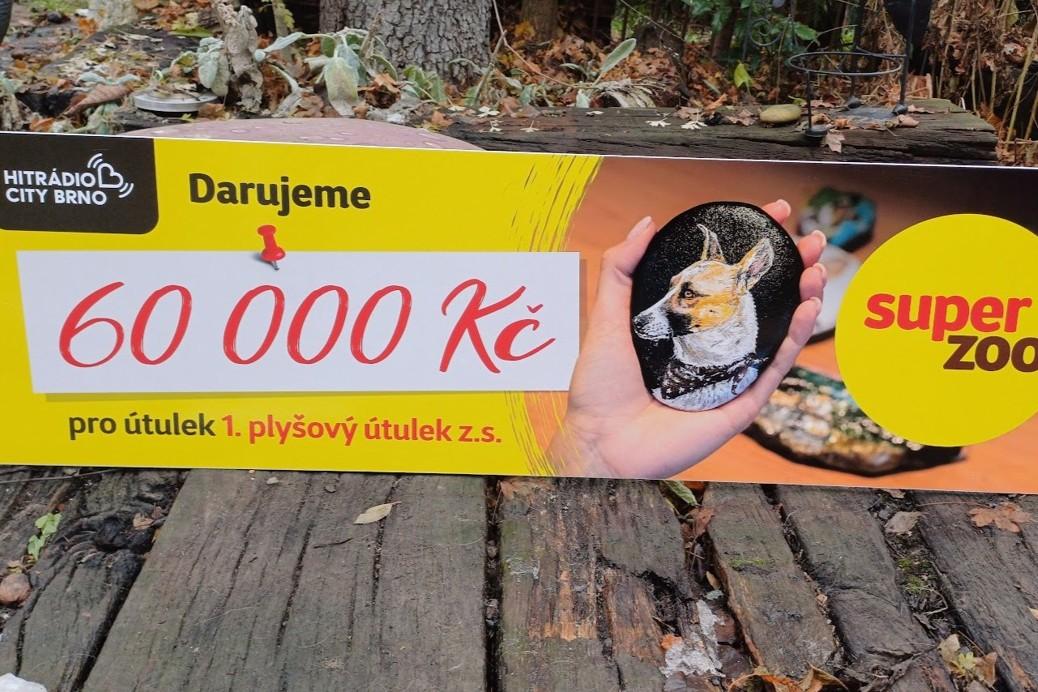 HITRÁDIO
CITY BRNO
Darujeme
60 000 Kč
pro útulek 1. plyšový útulek z.s.
super
zoo